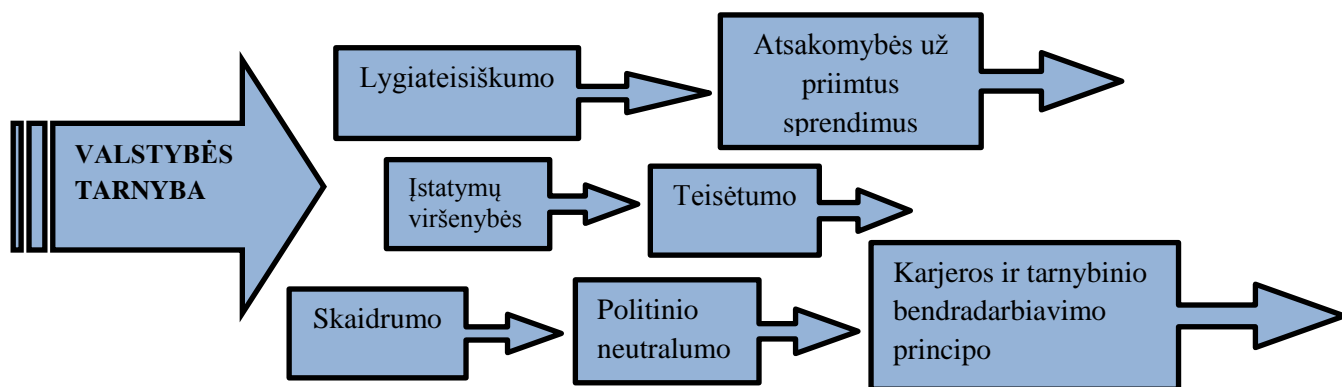 VALSTYBĖS
TARNYBA
Lygiateisiškumo
Atsakomybės už
priimtus
sprendimus
Įstatymų
viršenybės
Teisėtumo
Skaidrumo
Politinio
neutralumo
Karjeros ir tarnybinio
bendradarbiavimo
principo